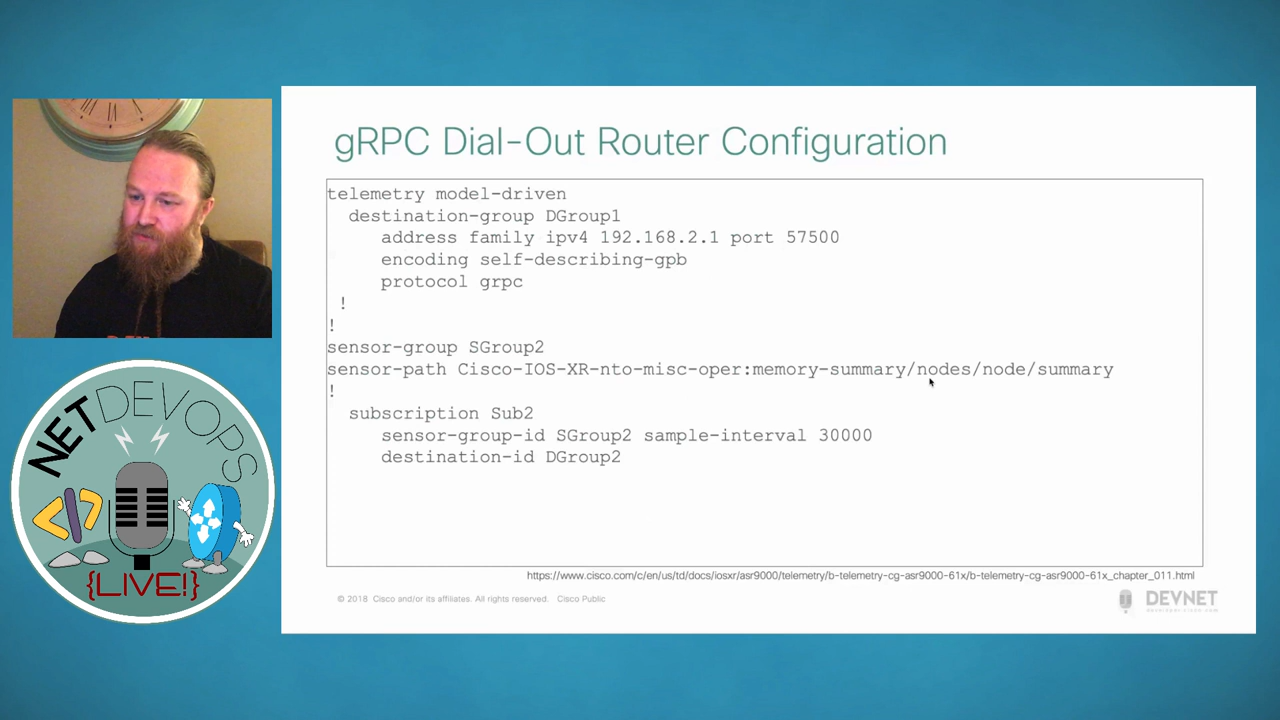 gRPC Dial-Out Router Configuration
telemetry model-driven
destination-group DGroup1
address family ipv4 192.168.2.1 port 57500
encoding self-describing-gpb
protocol grpc
!
!
sensor-group SGroup2
sensor-path Cisco-IOS-XR-nto-misc-oper:memory-summary/nodes/node/summary
!
subscription Sub2
sensor-group-id SGroup2 sample-interval 30000
destination-id DGroup2
https://www.cisco.com/c/en/us/td/docs/iosxr/asr9000/telemetry/b-telemetry-cg-asr9000-61x/b-telemetry-cg-asr9000-61x_chapter_011.html
© 2018 Cisco and/or its affiliates. All rights reserved. Cisco Public
DEVNET
NETDEVOPS
</>
{LIVE!}